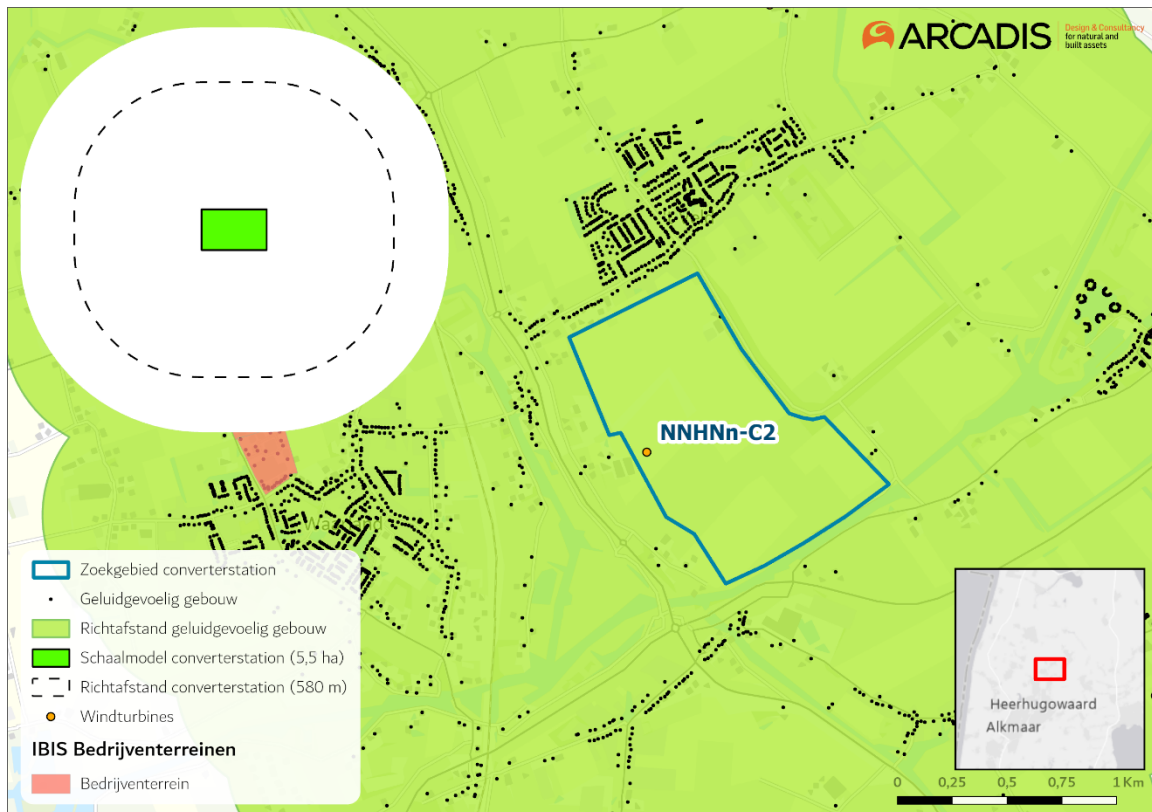 ARCADIS
Design & Consultancy
for natural and
built assets
NNHNn-C2
Zoekgebied converterstation
Geluidgevoelig gebouw
Richtafstand geluidgevoelig gebouw
Schaalmodel converterstation (5,5 ha)
Richtafstand converterstation (580 m)
Windturbines
IBIS Bedrijventerreinen
Bedrijventerrein
Heerhugowaard
Alkmaar
0 0,25 0,5 0,75 1 Km